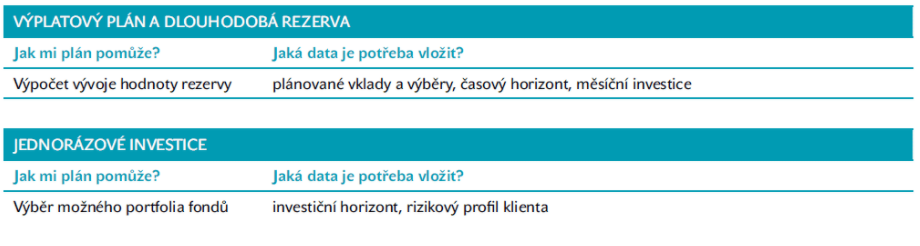 VÝPLATOVÝ PLÁN A DLOUHODOBÁ REZERVA
Jak mi plán pomůže? Jaká data je potřeba vložit?
Výpočet vývoje hodnoty rezervy plánované vklady a výběry, časový horizont, měsíční investice
JEDNORÁZOVÉ INVESTICE
Jak mi plán pomůže? Jaká data je potřeba vložit?
Výběr možného portfolia fondů investiční horizont, rizikový profil klienta